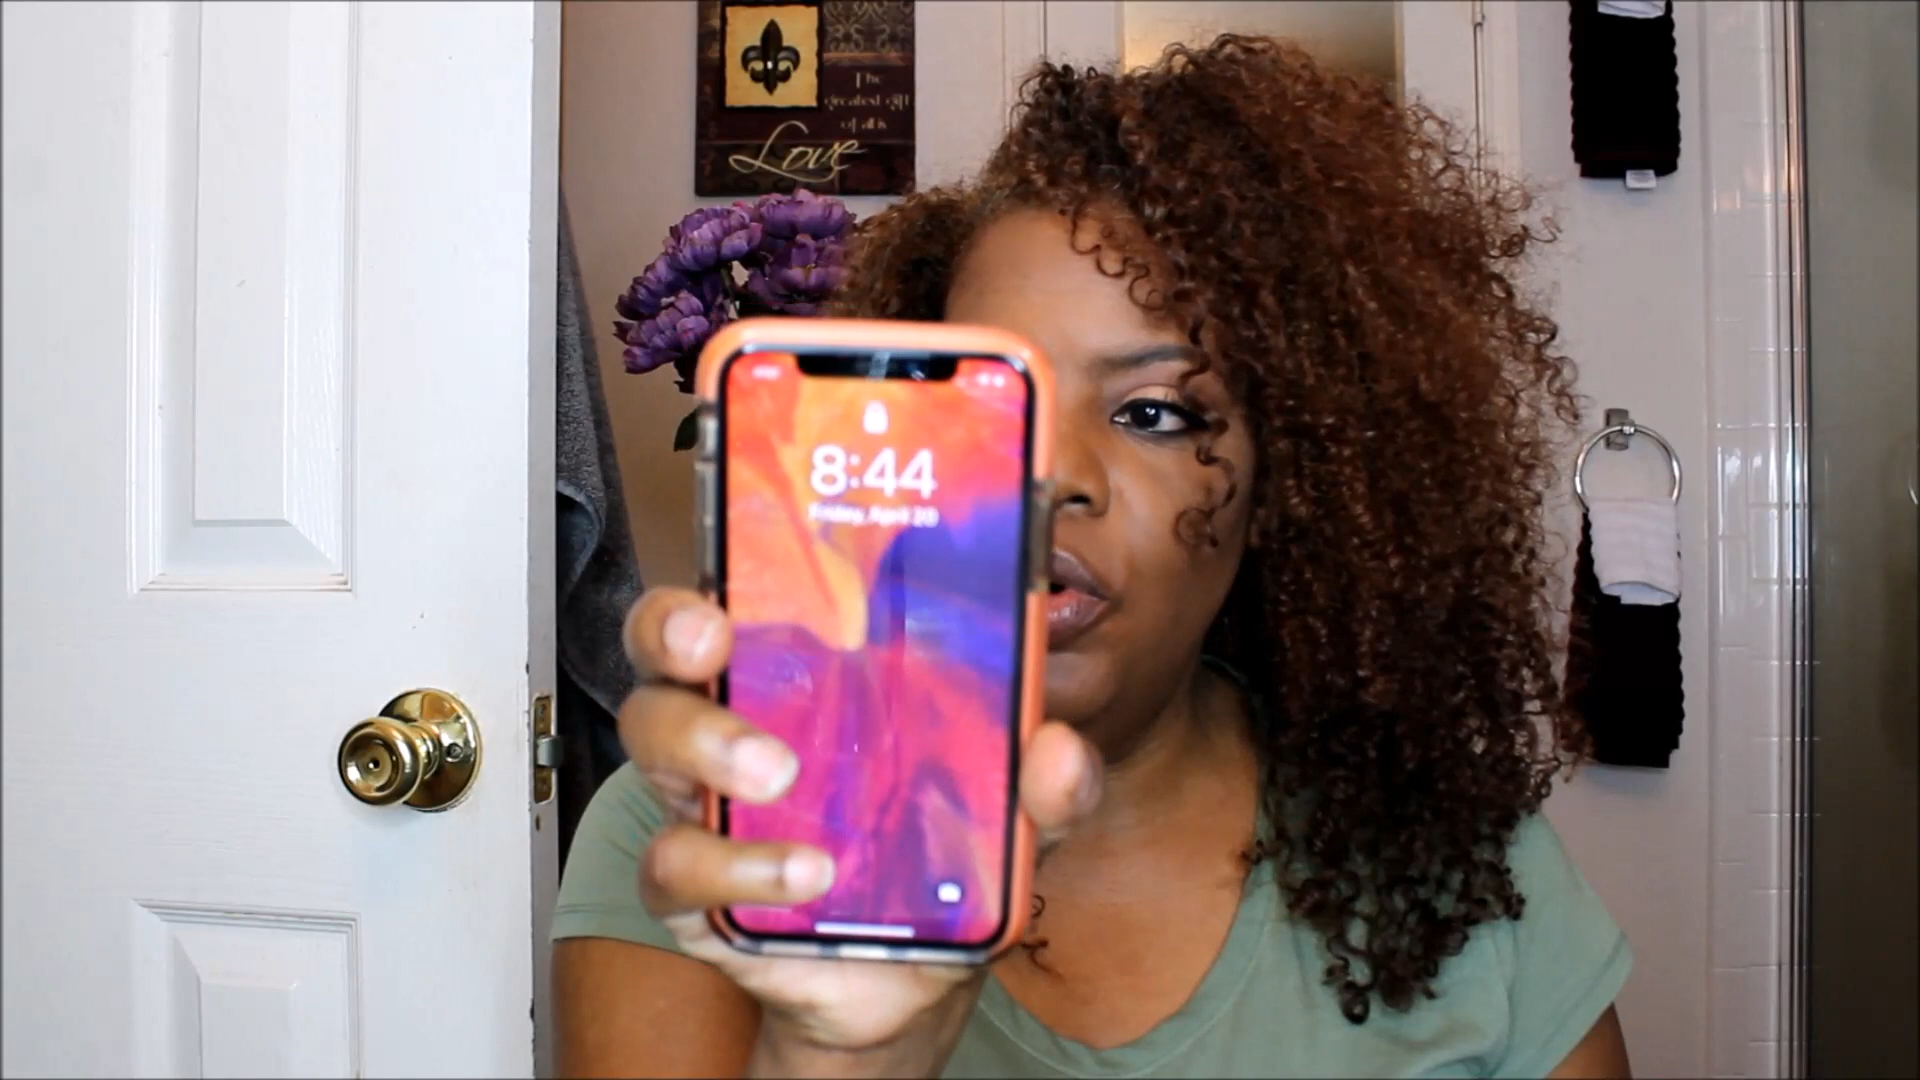 The
greatest gift
of all is
Love
8:44
Friday, April 20